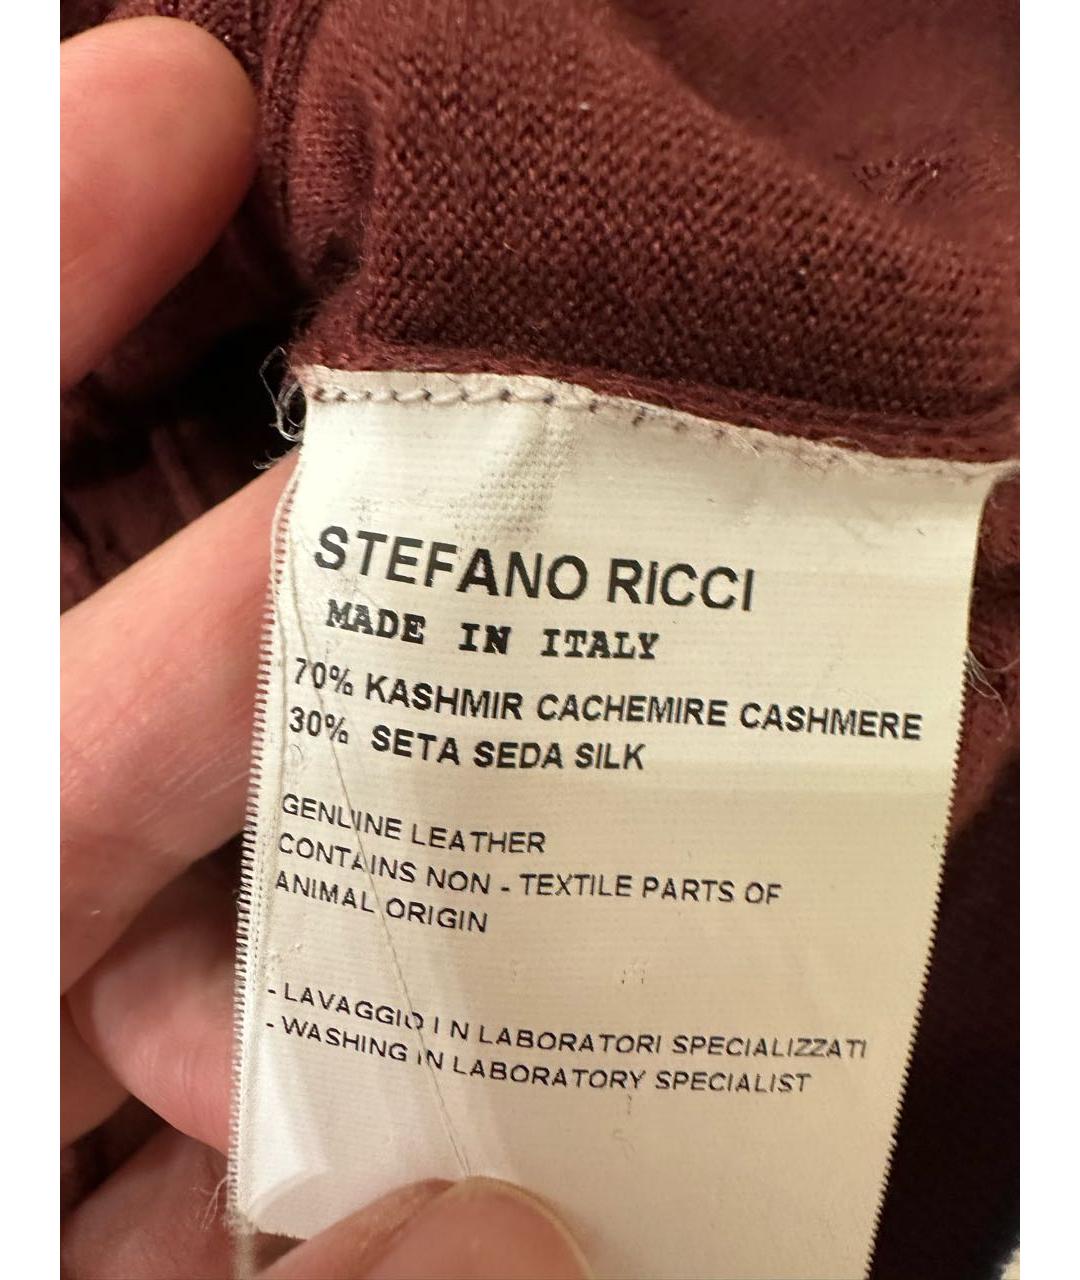 STEFANO RICCI
MADE IN ITALY
70% KASHMIR CACHEMIRE CASHMERE
30% SETA SEDA SILK
GENUINE LEATHER
CONTAINS NON - TEXTILE PARTS OF
ANIMAL ORIGIN
- LAVAGGIO I N LABORATORI SPECIALIZZATI
- WASHING IN LABORATORY SPECIALIST